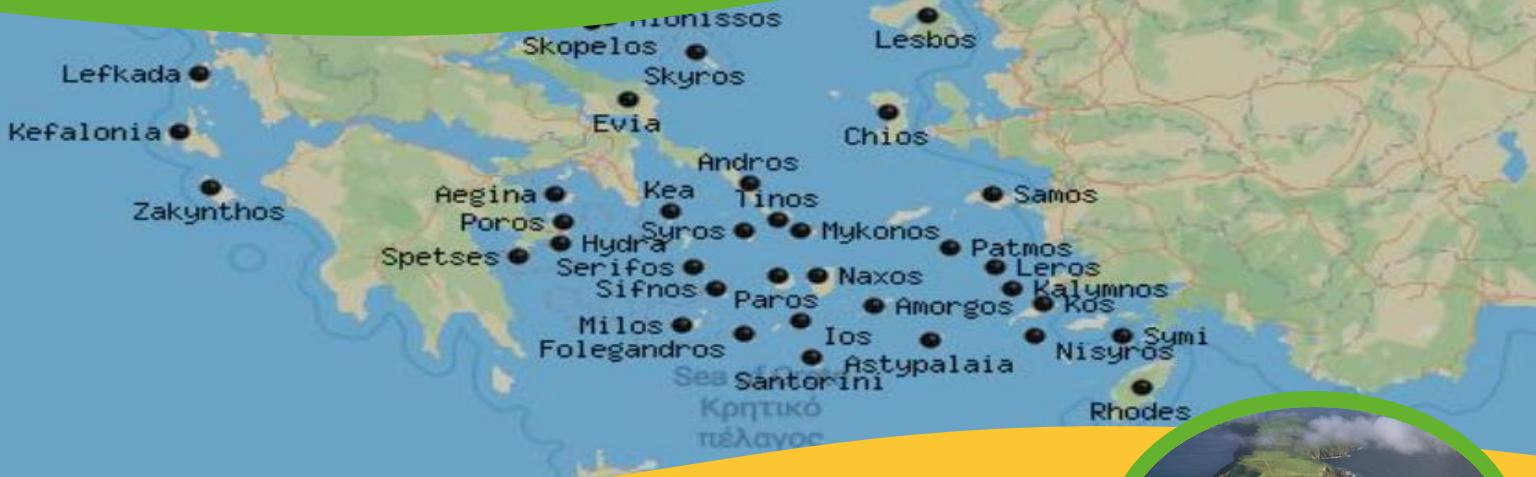 Alonissos
Skopelos
Lesbos
Lefkada
Skyros
Evia
Kefalonia
Chios
Andros
Aegina
Kea
Tinos
Samos
Zakynthos
Poros
Syros
Mykonos
Hydra
Patmos
Spetses
Serifos
Leros
Naxos
Sifnos
Kalymnos
Paros
Amorgos
Kos
Milos
Ios
Symi
Folegandros
Nisyros
Astypalaia
Sea of Crete
Santorini
Κρητικό
Rhodes
πέλαγος